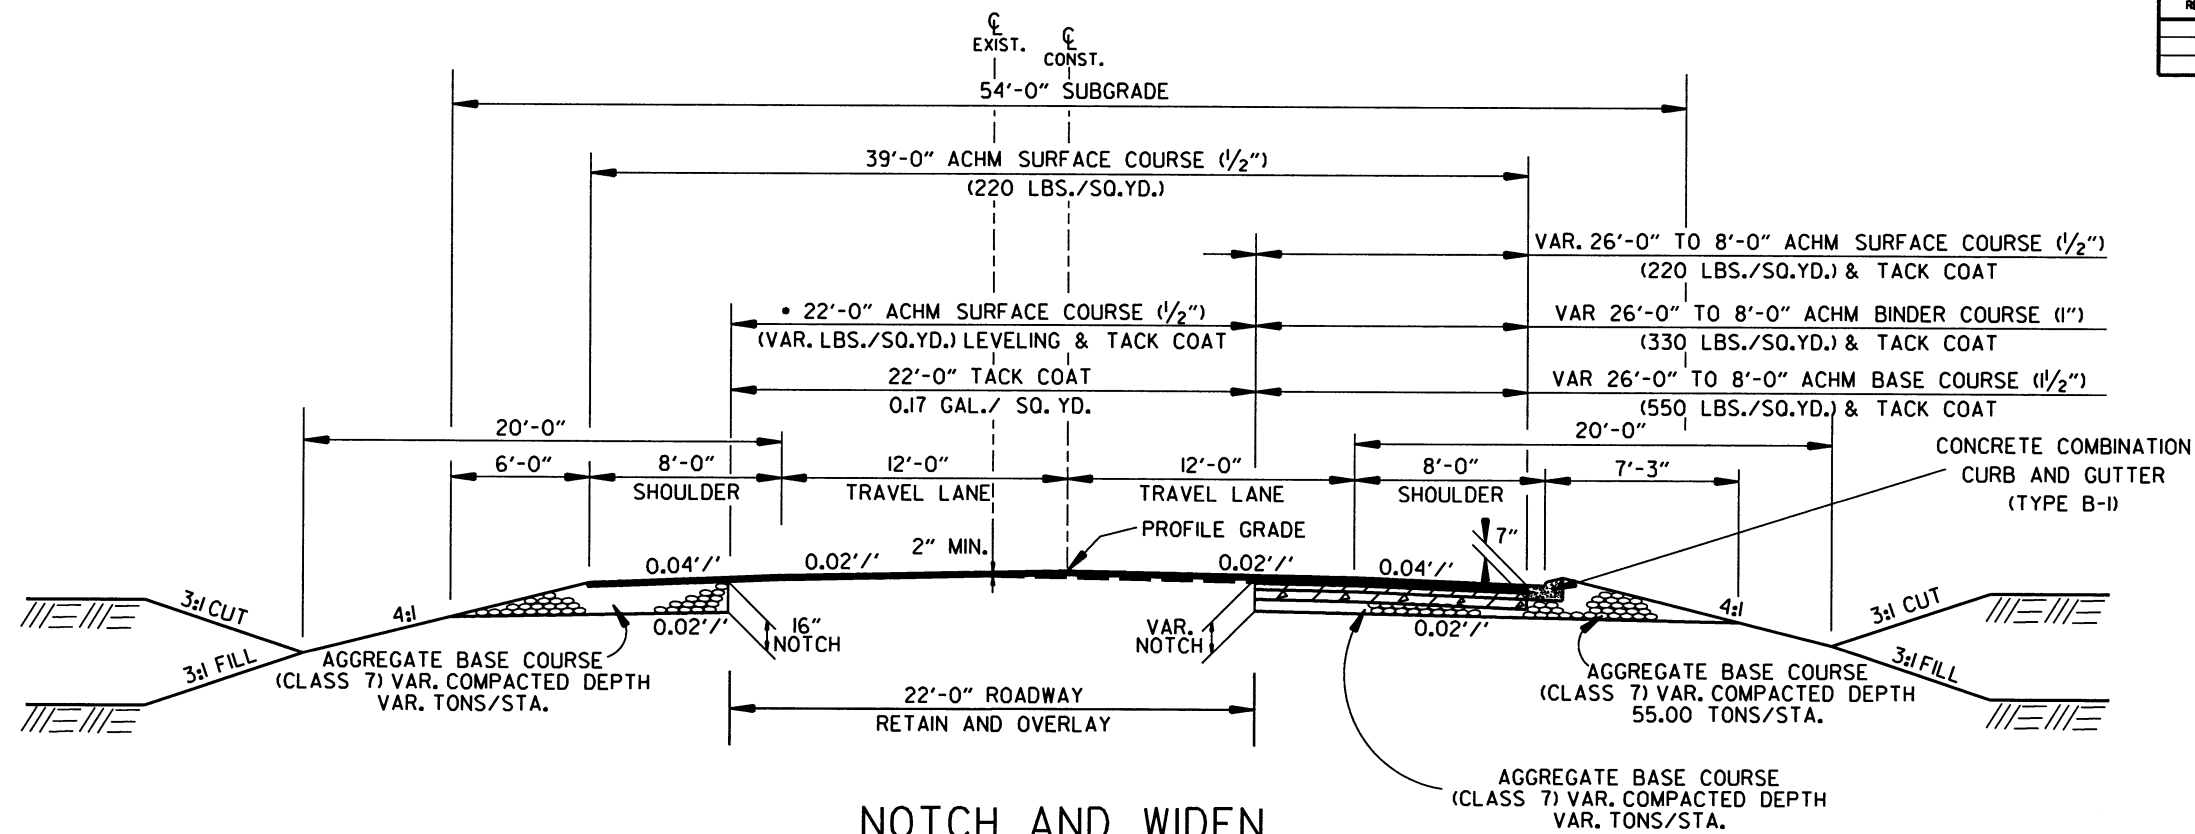 ℄
EXIST.
℄
CONST.
54'-0" SUBGRADE
39'-0" ACHM SURFACE COURSE (1/2")
(220 LBS./SQ.YD.)
VAR. 26'-0" TO 8'-0" ACHM SURFACE COURSE (1/2")
(220 LBS./SQ.YD.) & TACK COAT
• 22'-0" ACHM SURFACE COURSE (1/2")
(VAR. LBS./SQ.YD.) LEVELING & TACK COAT
VAR 26'-0" TO 8'-0" ACHM BINDER COURSE (1")
(330 LBS./SQ.YD.) & TACK COAT
22'-0" TACK COAT
0.17 GAL./ SQ. YD.
VAR 26'-0" TO 8'-0" ACHM BASE COURSE (1 1/2")
(550 LBS./SQ.YD.) & TACK COAT
20'-0"
20'-0"
CONCRETE COMBINATION
CURB AND GUTTER
(TYPE B-1)
6'-0"
8'-0"
SHOULDER
12'-0"
TRAVEL LANE
12'-0"
TRAVEL LANE
8'-0"
SHOULDER
7'-3"
2" MIN.
PROFILE GRADE
7"
0.04'/'
0.02'/'
0.02'/'
0.04'/'
3:1 CUT
3:1 FILL
4:1
0.02'/'
16"
NOTCH
VAR.
NOTCH
0.02'/'
4:1
3:1 CUT
3:1 FILL
AGGREGATE BASE COURSE
(CLASS 7) VAR. COMPACTED DEPTH
VAR. TONS/STA.
22'-0" ROADWAY
RETAIN AND OVERLAY
AGGREGATE BASE COURSE
(CLASS 7) VAR. COMPACTED DEPTH
55.00 TONS/STA.
AGGREGATE BASE COURSE
(CLASS 7) VAR. COMPACTED DEPTH
VAR. TONS/STA.
NOTCH AND WIDEN